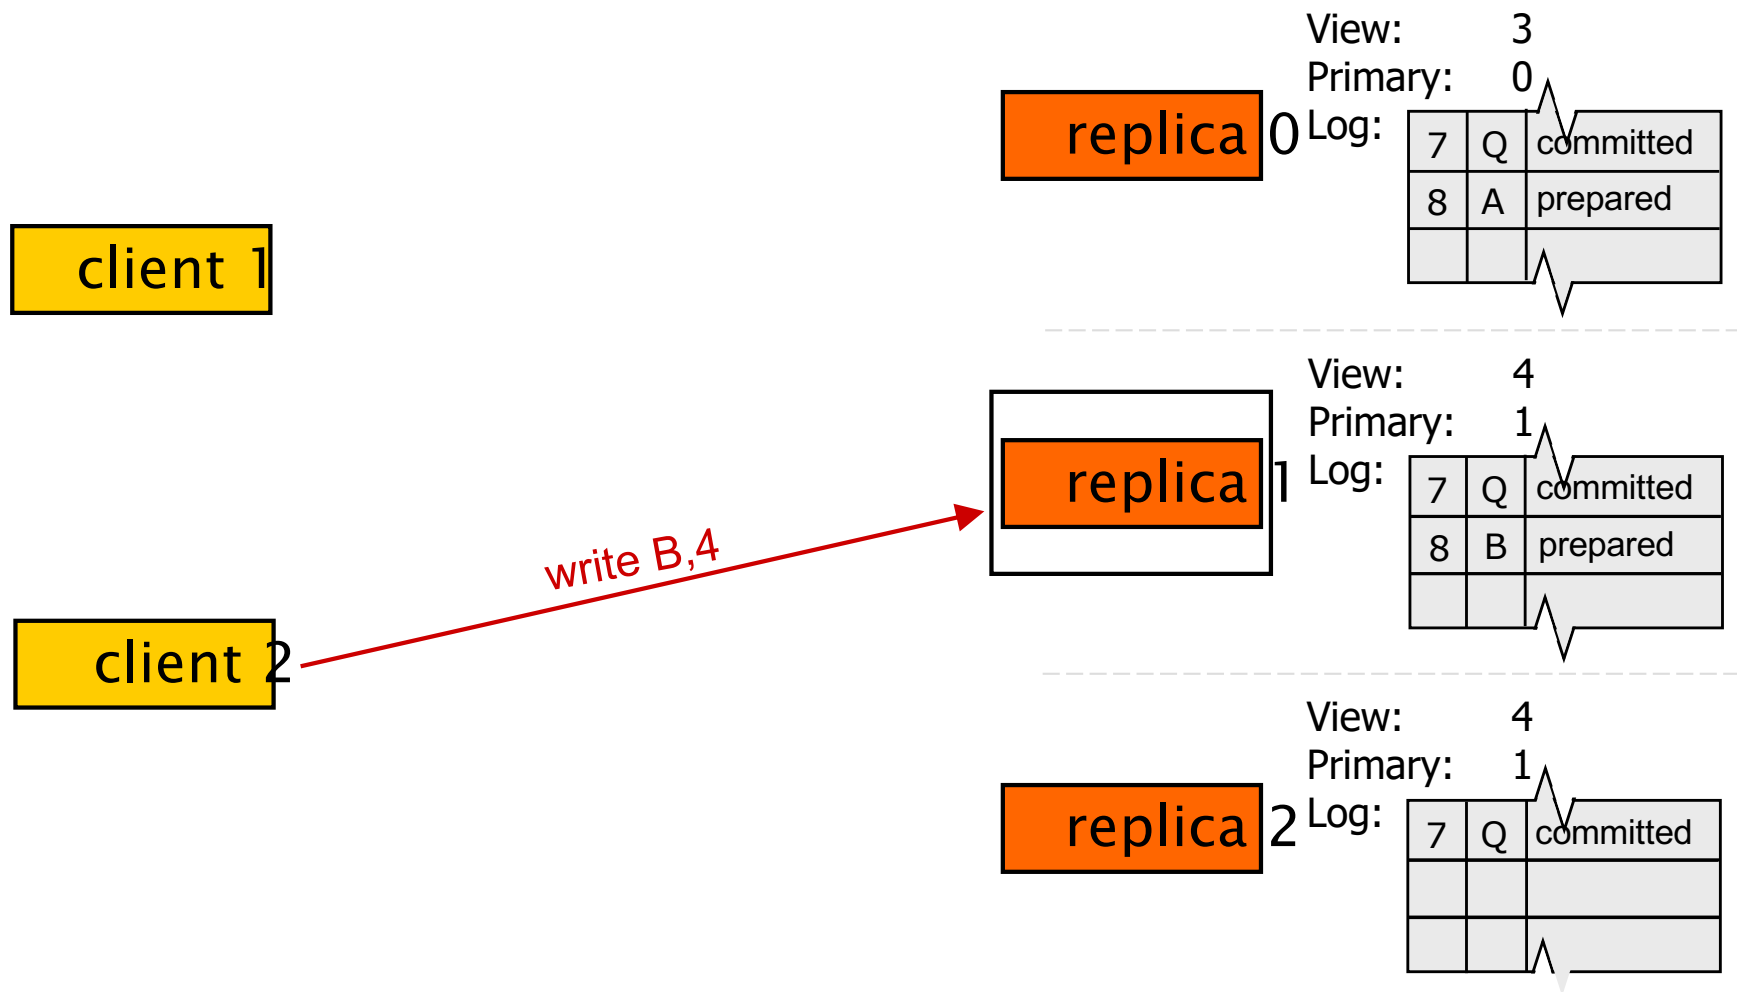 View: 3
Primary: 0
replica 0
Log:
7 Q committed
8 A prepared
client 1
View: 4
Primary: 1
replica 1
Log:
7 Q committed
8 B prepared
write B,4
client 2
View: 4
Primary: 1
replica 2
Log:
7 Q committed